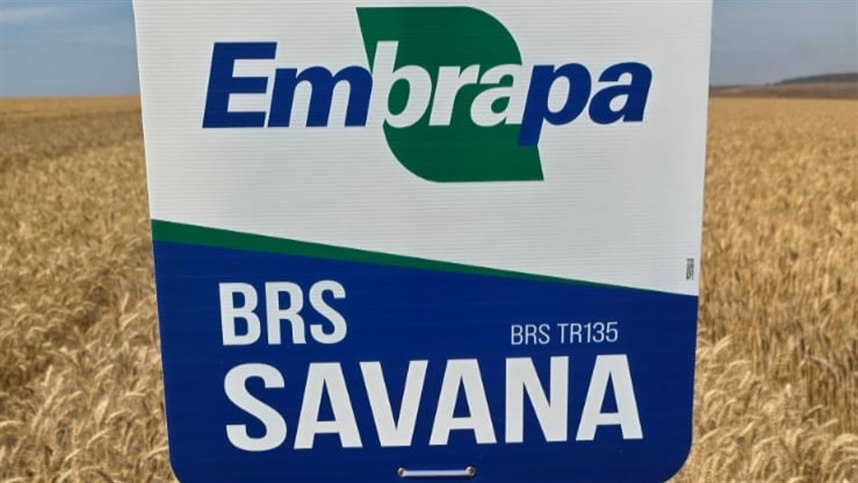 Embrapa
BRS
BRS TR135
SAVANA